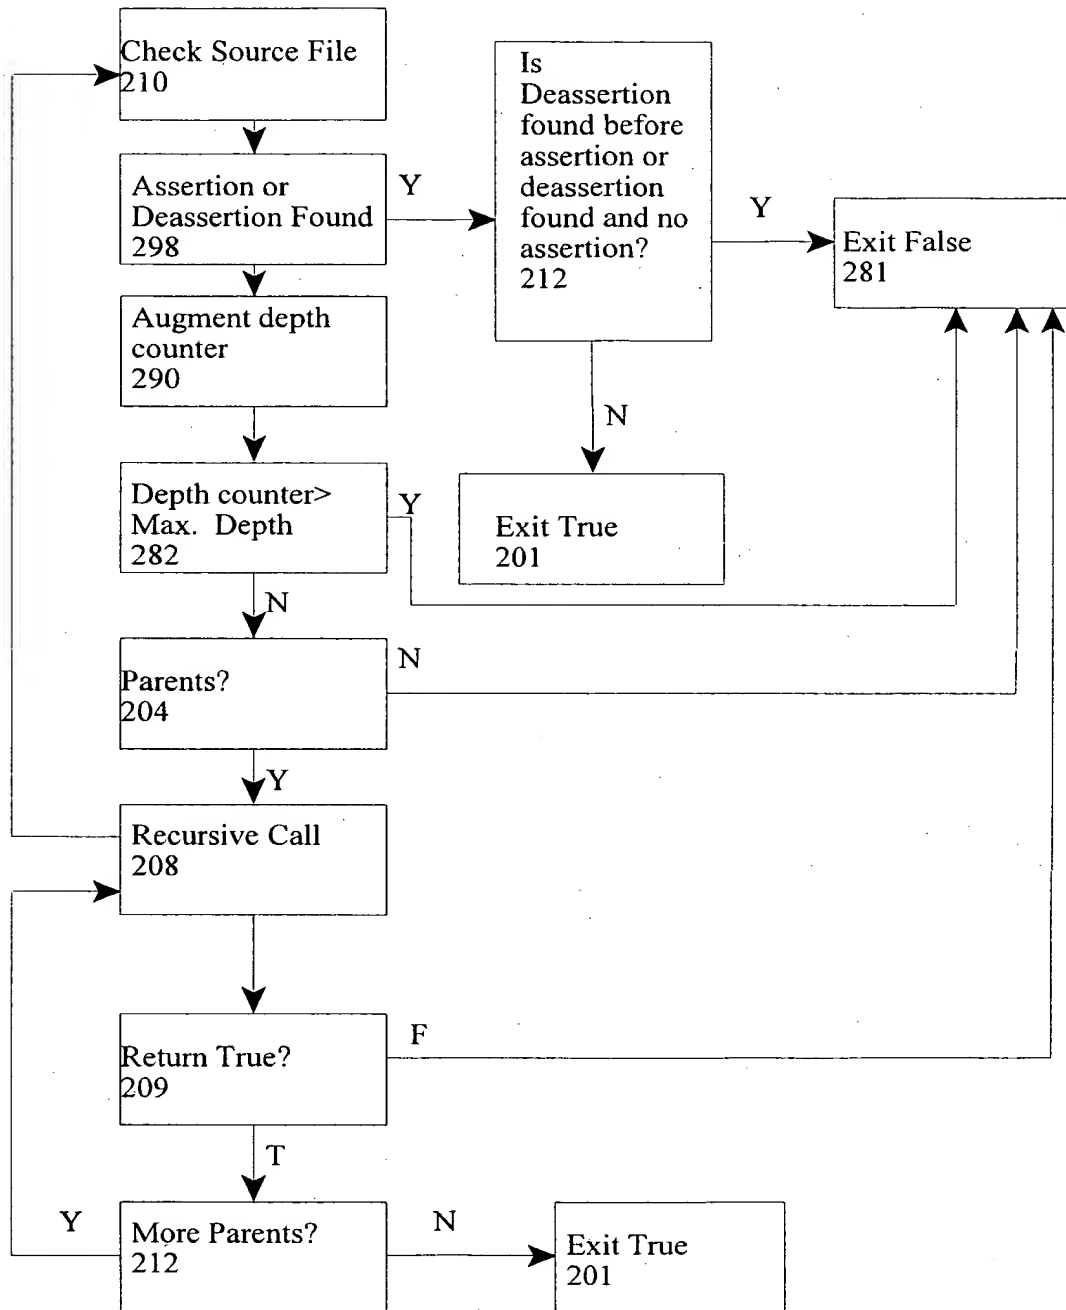 Check Source File
210
Is
Deassertion
found before
assertion or
deassertion
found and no
assertion?
212
Assertion or
Deassertion Found
298
Y
Y
Exit False
281
Augment depth
counter
290
N
Depth counter>
Max. Depth
282
Y
Exit True
201
N
Parents?
204
N
Y
Recursive Call
208
Return True?
209
F
T
Y
More Parents?
212
N
Exit True
201